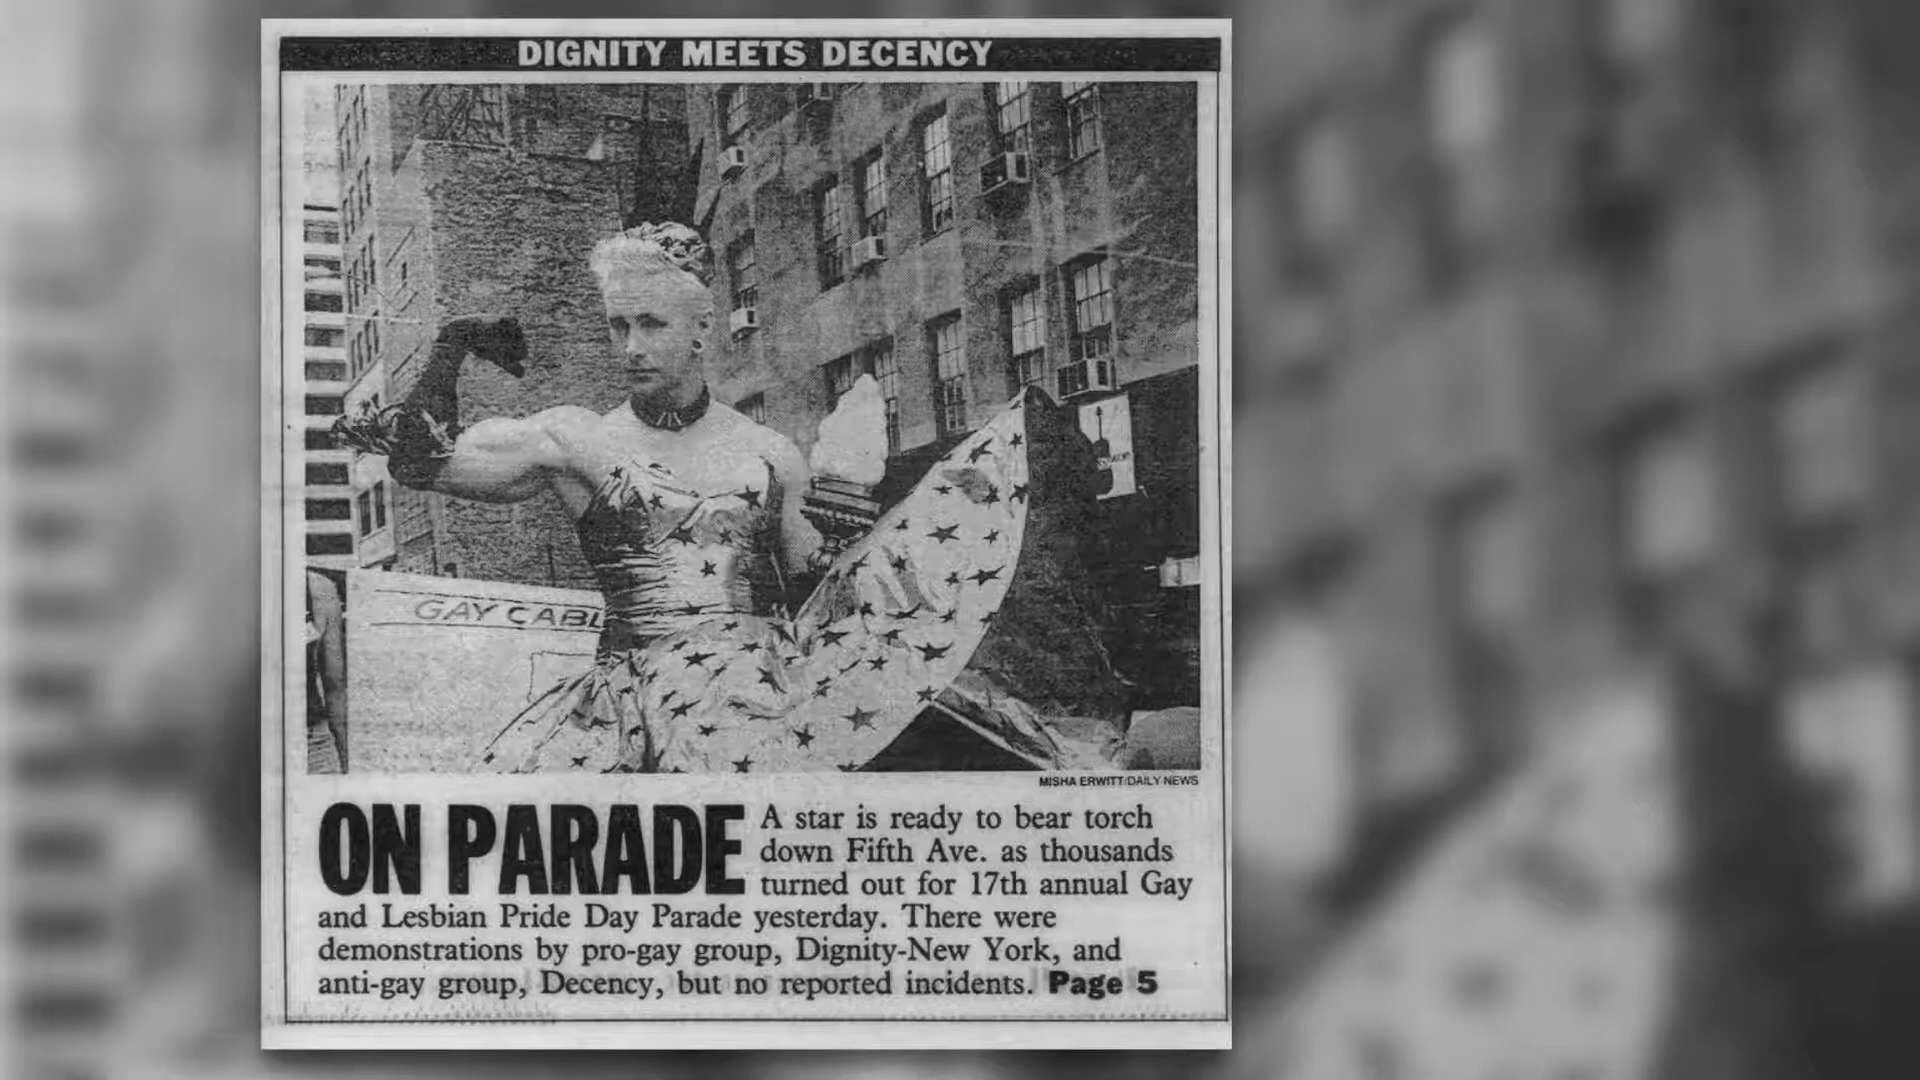 DIGNITY MEETS DECENCY
GAY CABL
MISHA ERWITT/DAILY NEWS
ON PARADE
A star is ready to bear torch
down Fifth Ave. as thousands
turned out for 17th annual Gay
and Lesbian Pride Day Parade yesterday. There were
demonstrations by pro-gay group, Dignity-New York, and
anti-gay group, Decency, but no reported incidents. Page 5